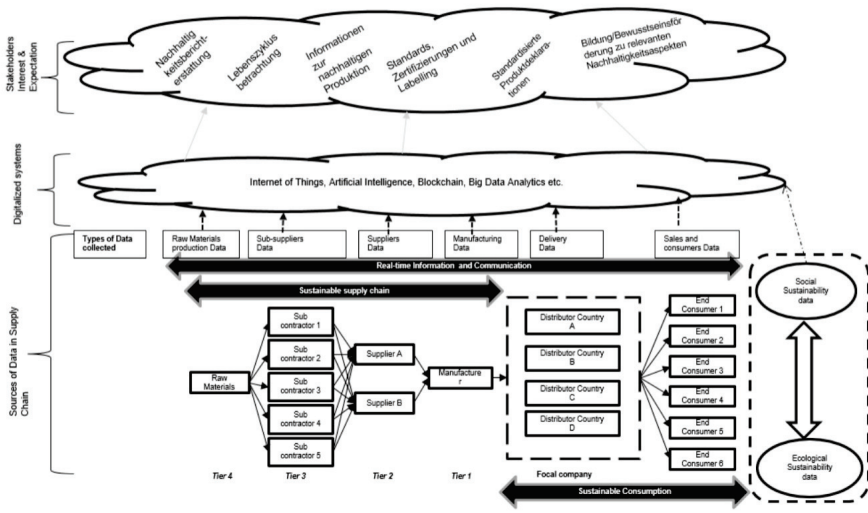 Stakeholders
Interest &
Expectation
Nachhaltig
keitsbericht-
erstattung
Lebenszyklus
betrachtung
Informationen
zur
nachhaltigen
Produktion
Standards,
Zertifizierungen und
Labelling
Standardisierte
Produktdeklara-
tionen
Bildung/Bewusstseinsför
derung zu relevanten
Nachhaltigkeitsaspekten
Digitalized systems
Internet of Things, Artificial Intelligence, Blockchain, Big Data Analytics etc.
Types of Data
collected
Raw Materials
production Data
Sub-suppliers
Data
Suppliers
Data
Manufacturing
Data
Delivery
Data
Sales and
consumers Data
Real-time Information and Communication
Sustainable supply chain
Sources of Data in Supply
Chain
Raw
Materials
Sub
contractor 1
Sub
contractor 2
Sub
contractor 3
Sub
contractor 4
Sub
contractor 5
Supplier A
Supplier B
Manufacture
r
Distributor Country
A
Distributor Country
B
Distributor Country
C
Distributor Country
D
End
Consumer 1
End
Consumer 2
End
Consumer 3
End
Consumer 4
End
Consumer 5
End
Consumer 6
Social
Sustainability
data
Ecological
Sustainability
data
Tier 4
Tier 3
Tier 2
Tier 1
Focal company
Sustainable Consumption